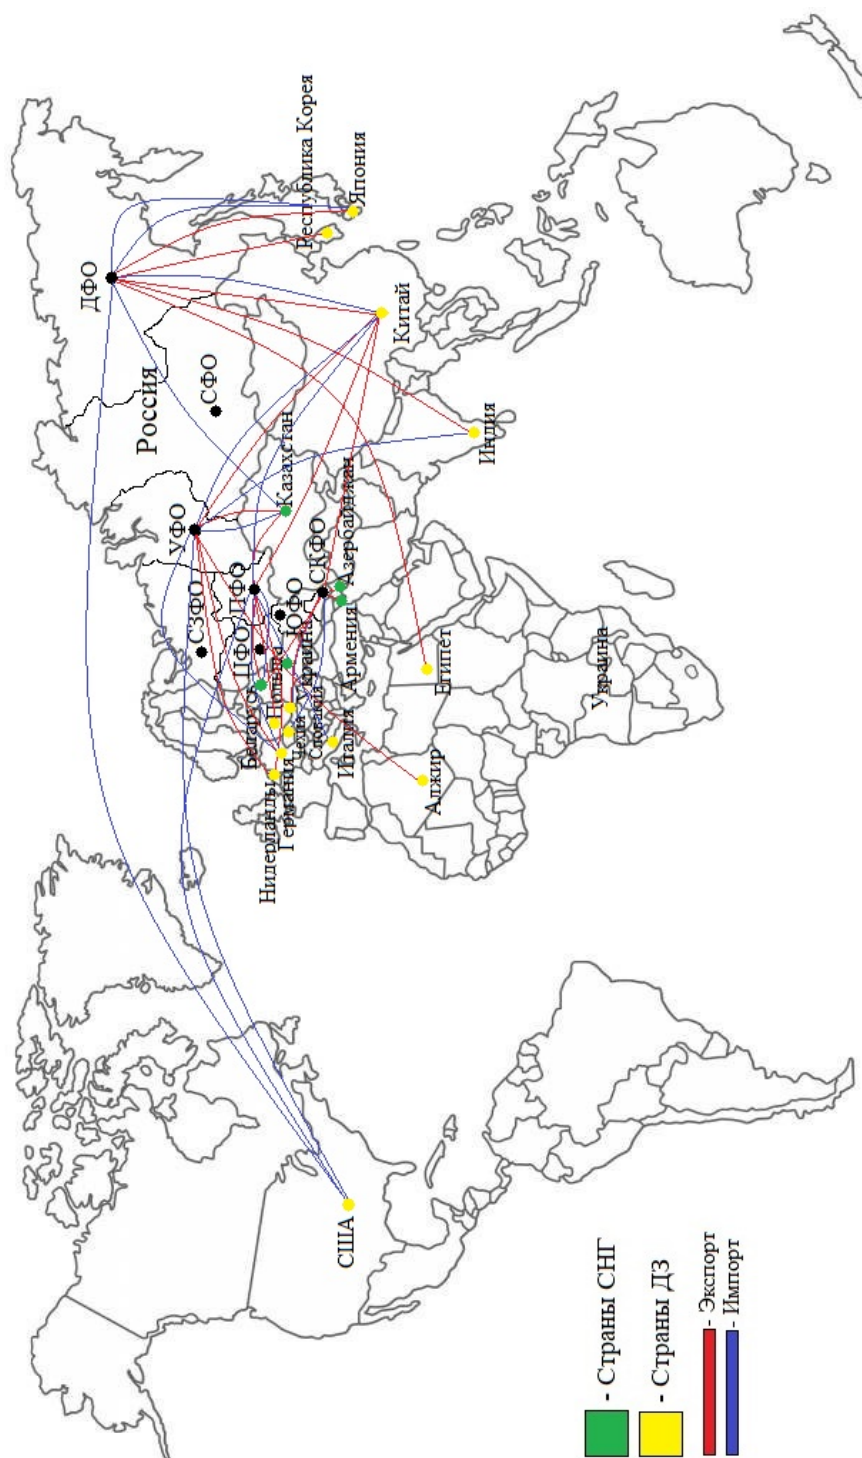 Россия
ДФО
СФО
УФО
СЗФО
ПФО
ЦФО
ЮФО
СКФО
Республика Корея
Япония
Китай
Индия
Казахстан
Азербайнжан
Армения
Украина
Беларусь
Польша
Чехия
Словакия
Италия
Германия
Нидерланды
Египет
Алжир
Украина
США
- Страны СНГ
- Страны ДЗ
- Экспорт
- Импорт